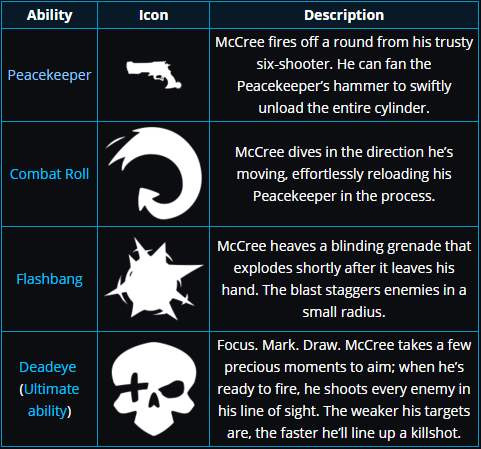 Ability Icon Description
Peacekeeper
McCree fires off a round from his trusty
six-shooter. He can fan the
Peacekeeper's hammer to swiftly
unload the entire cylinder.
Combat Roll
McCree dives in the direction he's
moving, effortlessly reloading his
Peacekeeper in the process.
Flashbang
McCree heaves a blinding grenade that
explodes shortly after it leaves his
hand. The blast staggers enemies in a
small radius.
Deadeye
(Ultimate
ability)
Focus. Mark. Draw. McCree takes a few
precious moments to aim; when he's
ready to fire, he shoots every enemy in
his line of sight. The weaker his targets
are, the faster he'll line up a killshot.